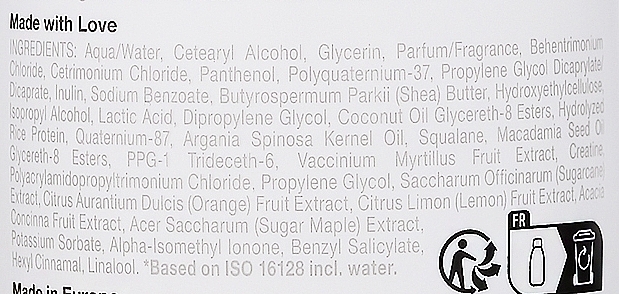 Made with Love
INGREDIENTS: Aqua/Water, Cetearyl Alcohol, Glycerin, Parfum/Fragrance, Behentrimonium
Chloride, Cetrimonium Chloride, Panthenol, Polyquaternium-37, Propylene Glycol Dicaprylate/
Dicaprate, Inulin, Sodium Benzoate, Butyrospermum Parkii (Shea) Butter, Hydroxyethylcellulose,
Isopropyl Alcohol, Lactic Acid, Dipropylene Glycol, Coconut Oil Glycereth-8 Esters, Hydrolyzed
Rice Protein, Quaternium-87, Argania Spinosa Kernel Oil, Squalane, Macadamia Seed Oil
Glycereth-8 Esters, PPG-1 Trideceth-6, Vaccinium Myrtillus Fruit Extract, Creatine,
Polyacrylamidopropyltrimonium Chloride, Propylene Glycol, Saccharum Officinarum (Sugarcane)
Extract, Citrus Aurantium Dulcis (Orange) Fruit Extract, Citrus Limon (Lemon) Fruit Extract, Acacia
Concinna Fruit Extract, Acer Saccharum (Sugar Maple) Extract,
Potassium Sorbate, Alpha-Isomethyl Ionone, Benzyl Salicylate,
Hexyl Cinnamal, Linalool. *Based on ISO 16128 incl. water.
FR
Made in